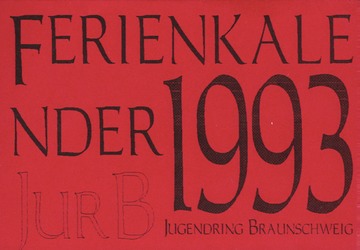 FERIENKALE
NDER 1993
JURB
JUGENDRING BRAUNSCHWEIG